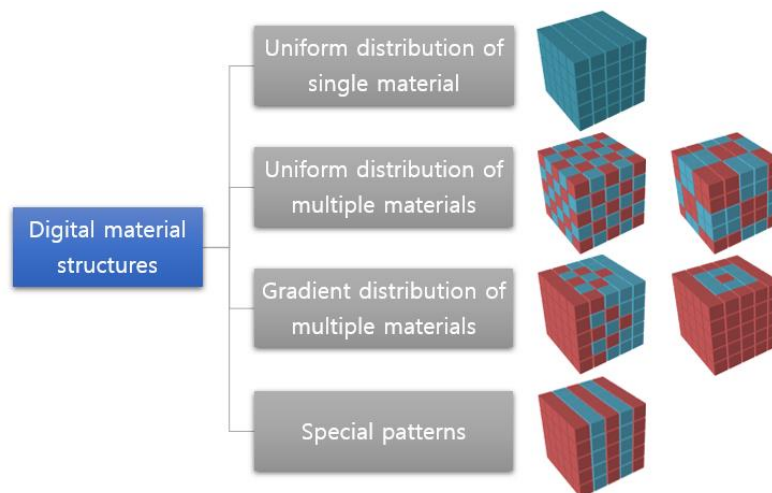 Uniform distribution of
single material
Uniform distribution of
multiple materials
Digital material
structures
Gradient distribution of
multiple materials
Special patterns